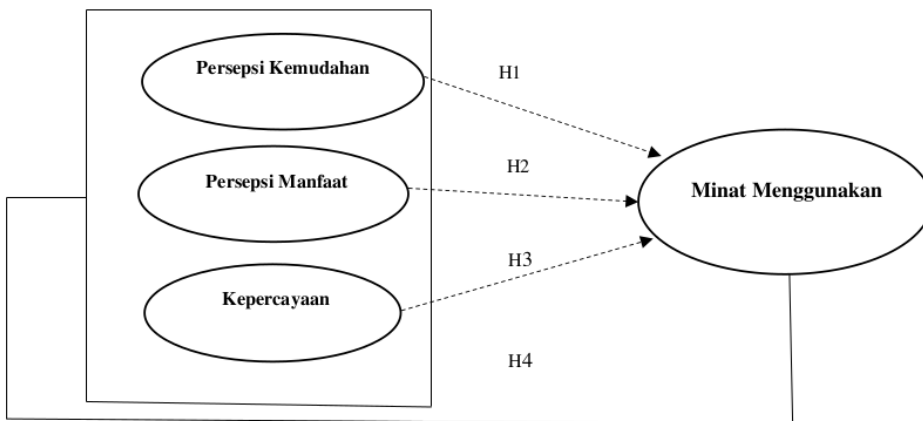 Persepsi Kemudahan
H1
Persepsi Manfaat
H2
Minat Menggunakan
Kepercayaan
H3
H4